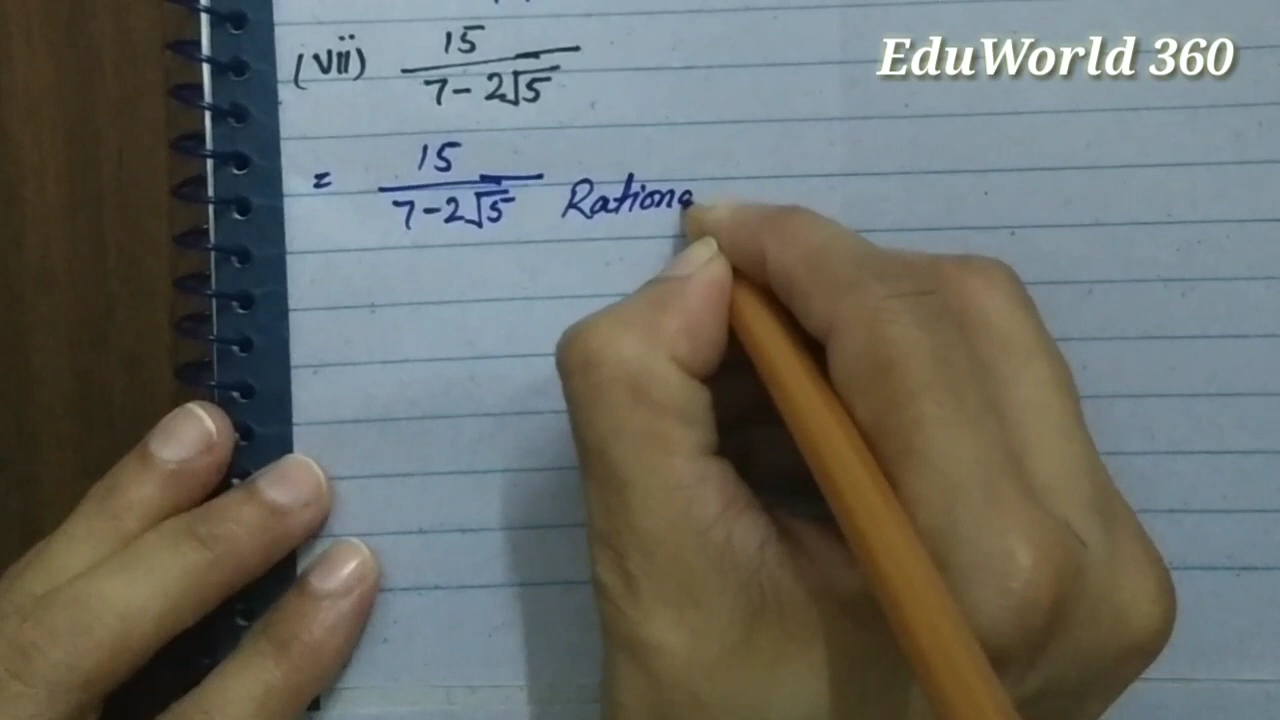 EduWorld 360
(vii) 15 / 7 - 2√5
= 15 / 7 - 2√5 Rationa